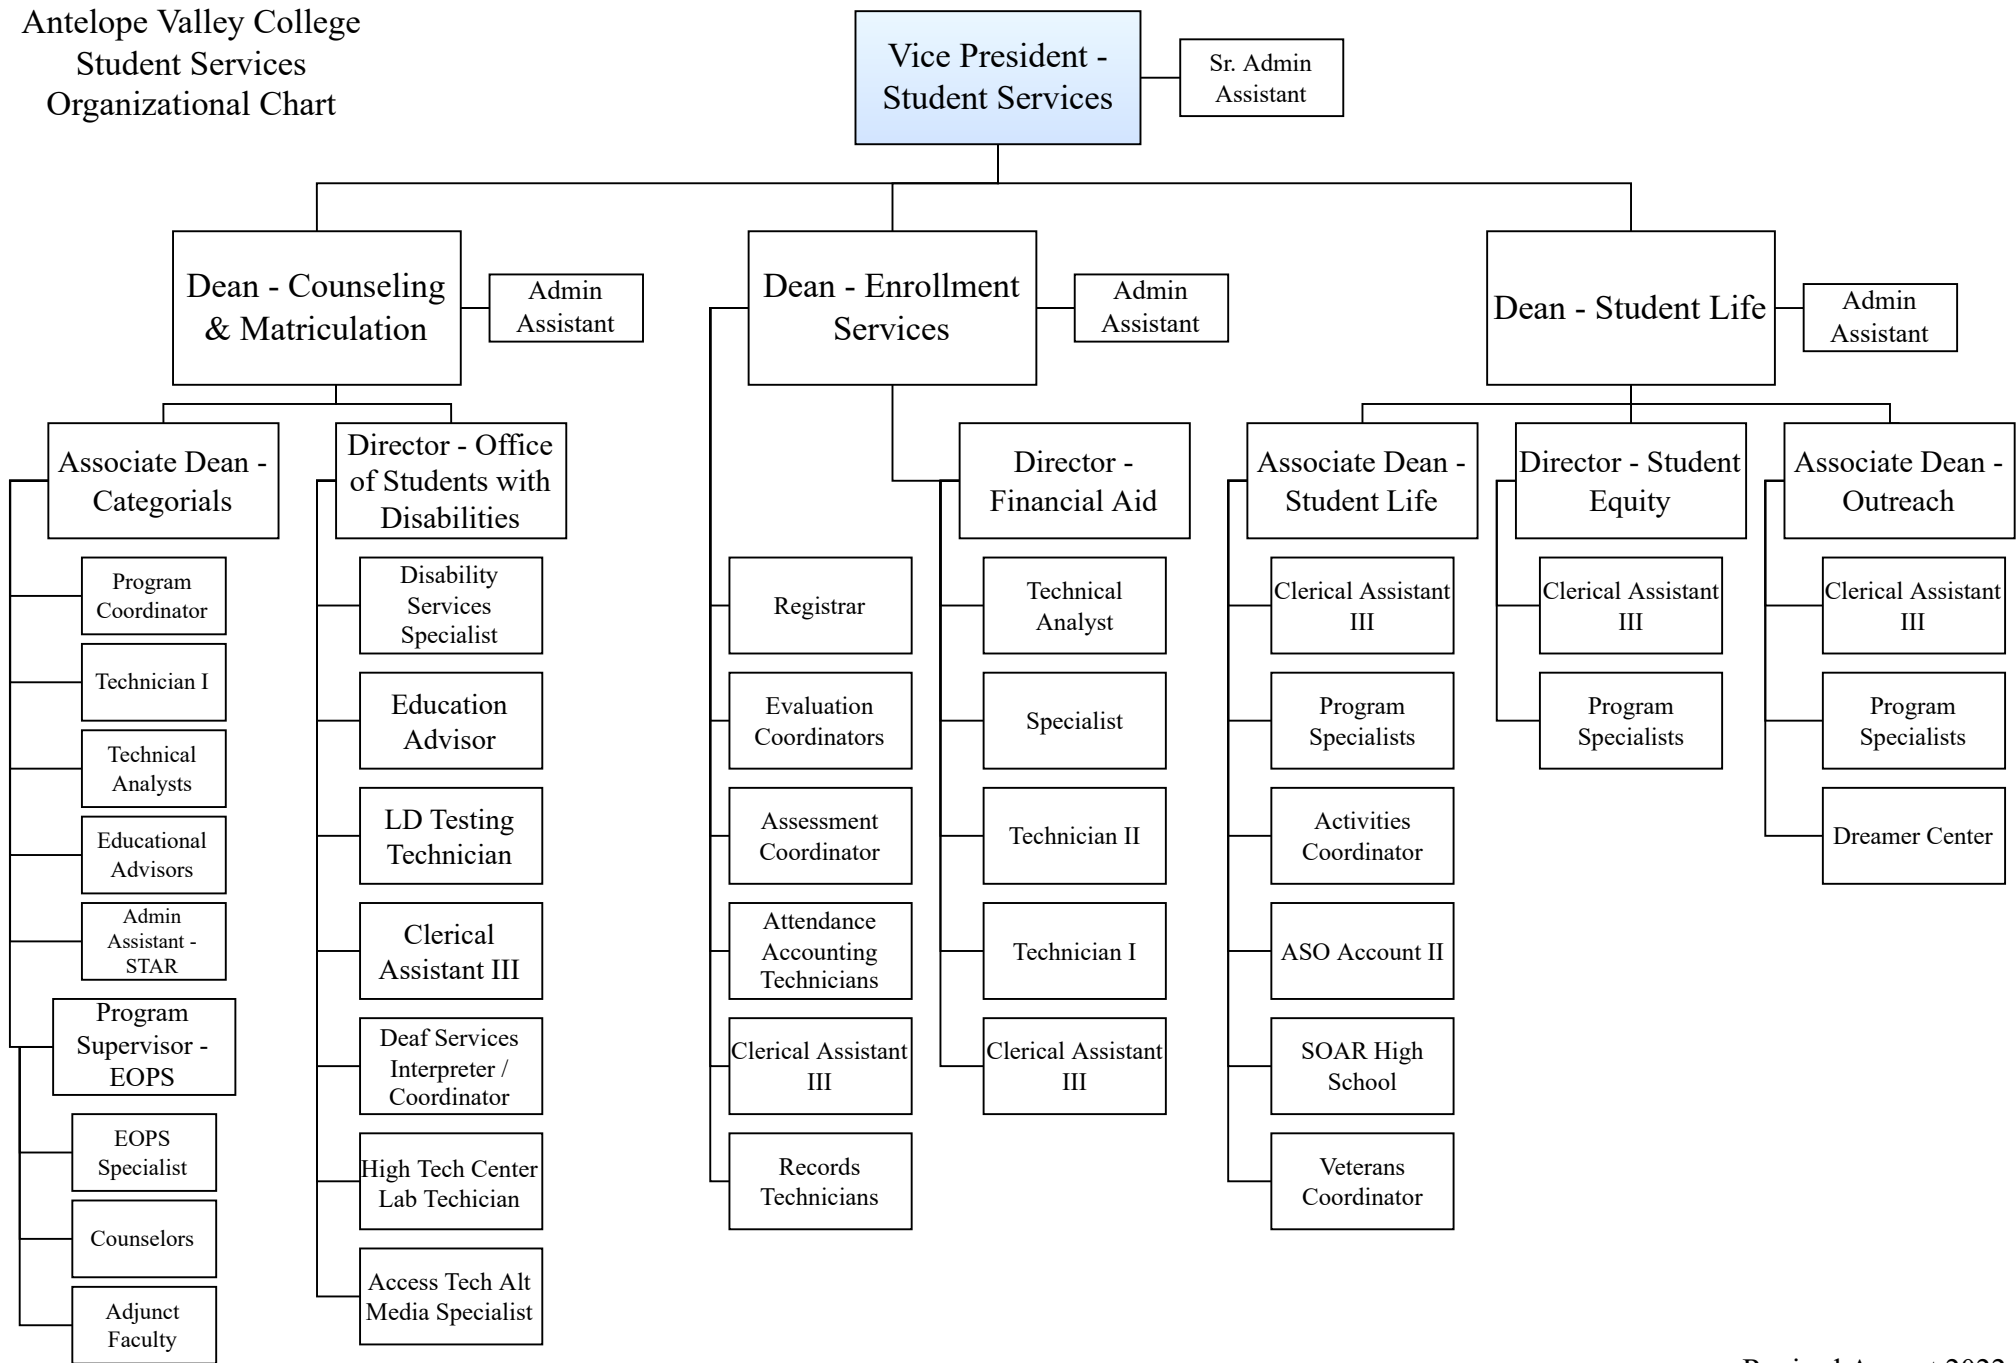 Antelope Valley College
Student Services
Organizational Chart
Vice President -
Student Services
Sr. Admin
Assistant
Dean - Counseling
& Matriculation
Admin
Assistant
Dean - Enrollment
Services
Admin
Assistant
Dean - Student Life
Admin
Assistant
Associate Dean -
Categorials
Director - Office
of Students with
Disabilities
Director -
Financial Aid
Associate Dean -
Student Life
Director - Student
Equity
Associate Dean -
Outreach
Program
Coordinator
Technician I
Technical
Analysts
Educational
Advisors
Admin
Assistant -
STAR
Program
Supervisor -
EOPS
EOPS
Specialist
Counselors
Adjunct
Faculty
Disability
Services
Specialist
Education
Advisor
LD Testing
Technician
Clerical
Assistant III
Deaf Services
Interpreter /
Coordinator
High Tech Center
Lab Techician
Access Tech Alt
Media Specialist
Registrar
Evaluation
Coordinators
Assessment
Coordinator
Attendance
Accounting
Technicians
Clerical Assistant
III
Records
Technicians
Technical
Analyst
Specialist
Technician II
Technician I
Clerical Assistant
III
Clerical Assistant
III
Program
Specialists
Activities
Coordinator
ASO Account II
SOAR High
School
Veterans
Coordinator
Clerical Assistant
III
Program
Specialists
Clerical Assistant
III
Program
Specialists
Dreamer Center